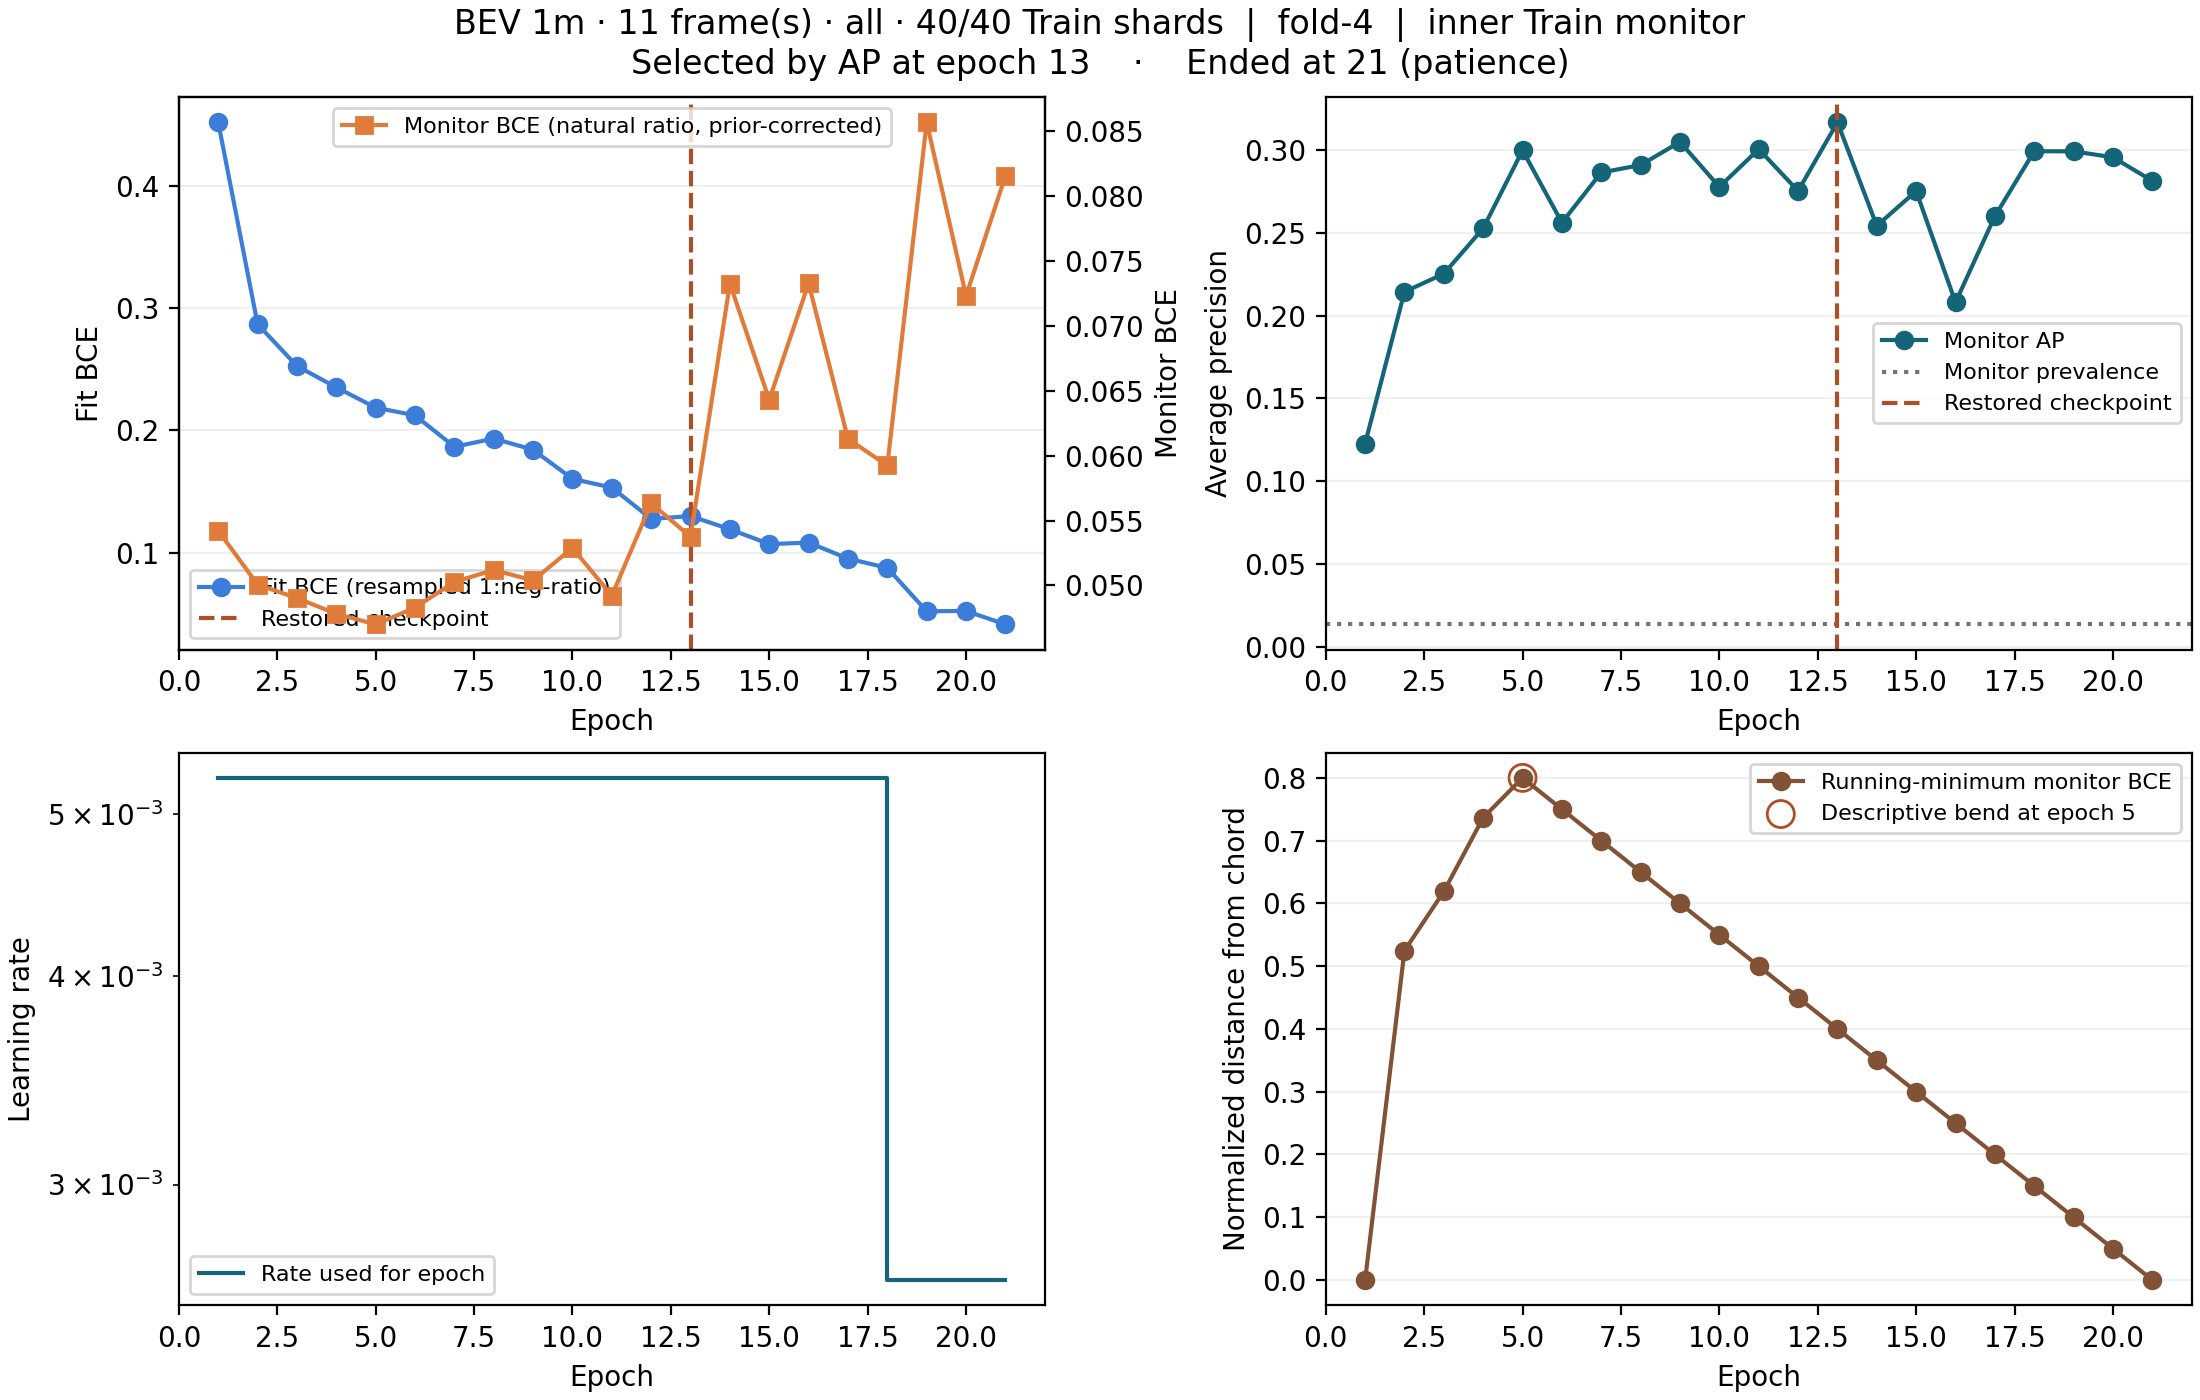 BEV 1m · 11 frame(s) · all · 40/40 Train shards | fold-4 | inner Train monitor
Selected by AP at epoch 13 · Ended at 21 (patience)
Monitor BCE (natural ratio, prior-corrected)
Fit BCE (resampled 1:neg-ratio)
Restored checkpoint
Fit BCE
0.4
0.3
0.2
0.1
Monitor BCE
0.085
0.080
0.075
0.070
0.065
0.060
0.055
0.050
0.0 2.5 5.0 7.5 10.0 12.5 15.0 17.5 20.0
Epoch
Average precision
0.30
0.25
0.20
0.15
0.10
0.05
0.00
Monitor AP
Monitor prevalence
Restored checkpoint
0.0 2.5 5.0 7.5 10.0 12.5 15.0 17.5 20.0
Epoch
Learning rate
5 × 10⁻³
4 × 10⁻³
3 × 10⁻³
Rate used for epoch
0.0 2.5 5.0 7.5 10.0 12.5 15.0 17.5 20.0
Epoch
Normalized distance from chord
0.8
0.7
0.6
0.5
0.4
0.3
0.2
0.1
0.0
Running-minimum monitor BCE
Descriptive bend at epoch 5
0.0 2.5 5.0 7.5 10.0 12.5 15.0 17.5 20.0
Epoch